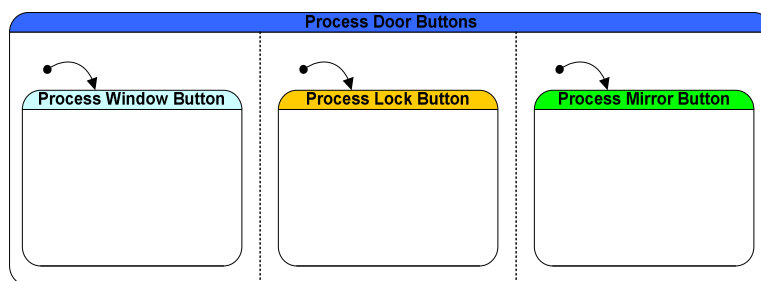 Process Door Buttons
Process Window Button
Process Lock Button
Process Mirror Button